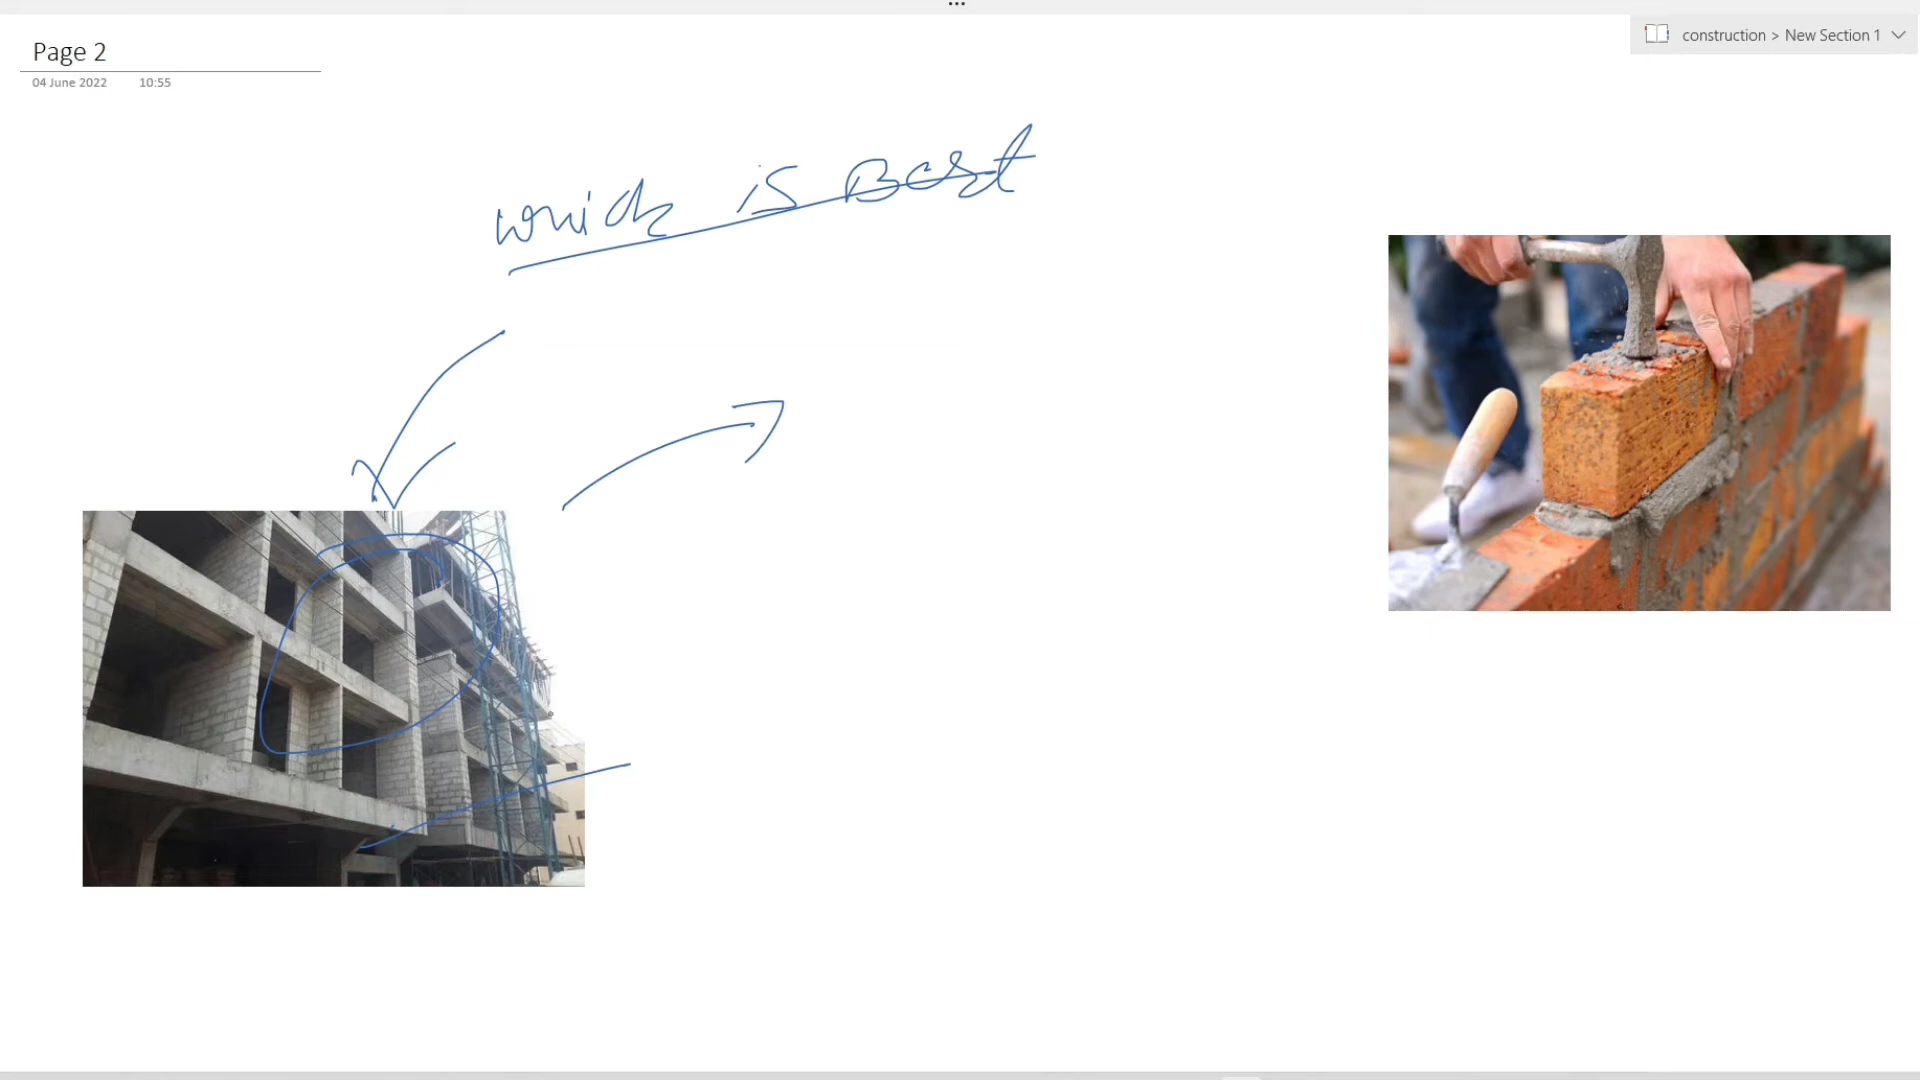 Page 2
construction > New Section 1
04 June 2022 10:55
which is Best